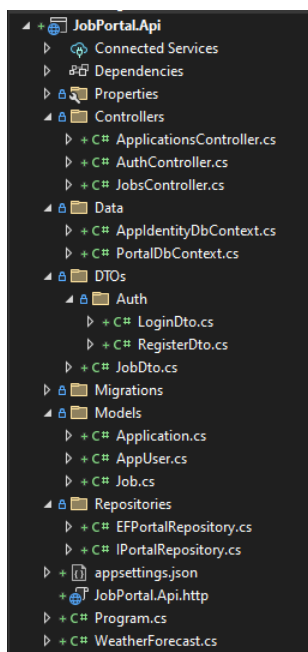 JobPortal.Api
Connected Services
Dependencies
Properties
Controllers
C# ApplicationsController.cs
C# AuthController.cs
C# JobsController.cs
Data
C# AppIdentityDbContext.cs
C# PortalDbContext.cs
DTOs
Auth
C# LoginDto.cs
C# RegisterDto.cs
C# JobDto.cs
Migrations
Models
C# Application.cs
C# AppUser.cs
C# Job.cs
Repositories
C# EFPortalRepository.cs
C# IPortalRepository.cs
appsettings.json
JobPortal.Api.http
C# Program.cs
C# WeatherForecast.cs